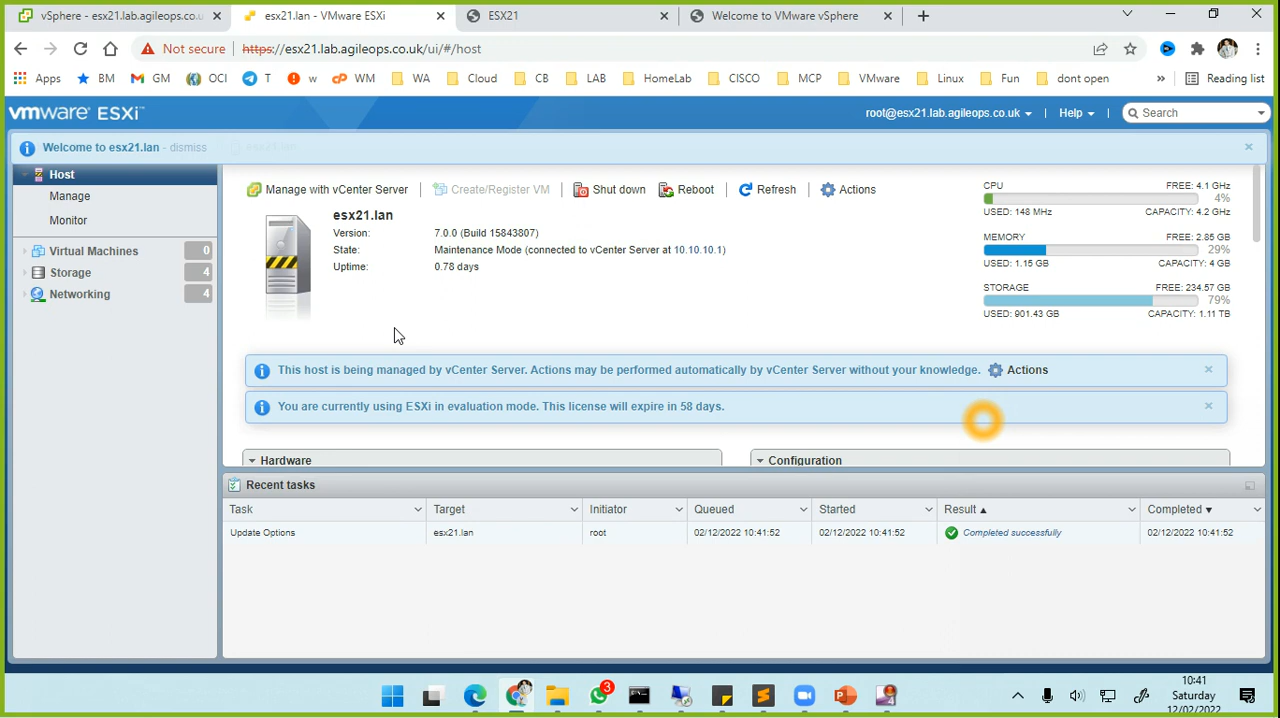 vSphere - esx21.lab.agileops.co.u
esx21.lan - VMware ESXi
ESX21
Welcome to VMware vSphere
Not secure
https://esx21.lab.agileops.co.uk/ui/#/host
Apps
BM
GM
OCI
T
w
WM
WA
Cloud
CB
LAB
HomeLab
CISCO
MCP
VMware
Linux
Fun
dont open
»
Reading list
vmware® ESXi™
root@esx21.lab.agileops.co.uk
Help
Search
Welcome to esx21.lan - dismiss
Host
Manage
Monitor
Virtual Machines 0
Storage 4
Networking 4
Manage with vCenter Server
Create/Register VM
Shut down
Reboot
Refresh
Actions
esx21.lan
Version: 7.0.0 (Build 15843807)
State: Maintenance Mode (connected to vCenter Server at 10.10.10.1)
Uptime: 0.78 days
CPU FREE: 4.1 GHz
4%
USED: 148 MHz CAPACITY: 4.2 GHz
MEMORY FREE: 2.85 GB
29%
USED: 1.15 GB CAPACITY: 4 GB
STORAGE FREE: 234.57 GB
79%
USED: 901.43 GB CAPACITY: 1.11 TB
This host is being managed by vCenter Server. Actions may be performed automatically by vCenter Server without your knowledge. Actions
You are currently using ESXi in evaluation mode. This license will expire in 58 days.
Hardware
Configuration
Recent tasks
Task Target Initiator Queued Started Result Completed
Update Options esx21.lan root 02/12/2022 10:41:52 02/12/2022 10:41:52 Completed successfully 02/12/2022 10:41:52
3
4
10:41
Saturday
12/02/2022